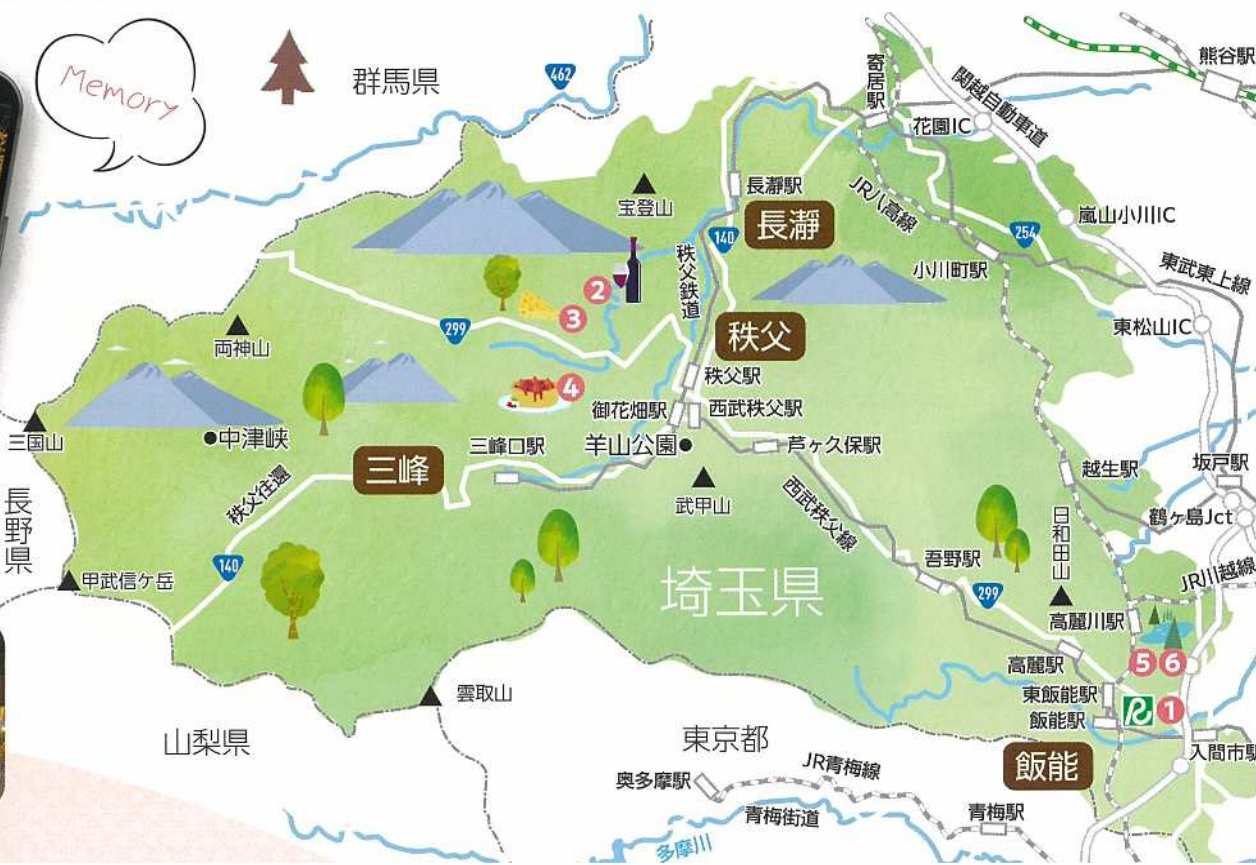 Memory
群馬県
462
熊谷駅
寄居駅
関越自動車道
花園IC
長瀞駅
宝登山
長瀞
140
JR八高線
嵐山小川IC
254
秩父鉄道
小川町駅
東武東上線
2
3
299
秩父
東松山IC
両神山
秩父駅
4
御花畑駅
西武秩父駅
三国山
中津峡
三峰口駅
羊山公園
芦ヶ久保駅
三峰
越生駅
坂戸駅
武甲山
長野県
秩父往還
西武秩父線
日和田山
鶴ヶ島Jct
140
甲武信ケ岳
埼玉県
吾野駅
299
JR川越線
高麗川駅
高麗駅
5
6
雲取山
東飯能駅
飯能駅
1
山梨県
東京都
飯能
入間市駅
奥多摩駅
JR青梅線
青梅街道
青梅駅
多摩川